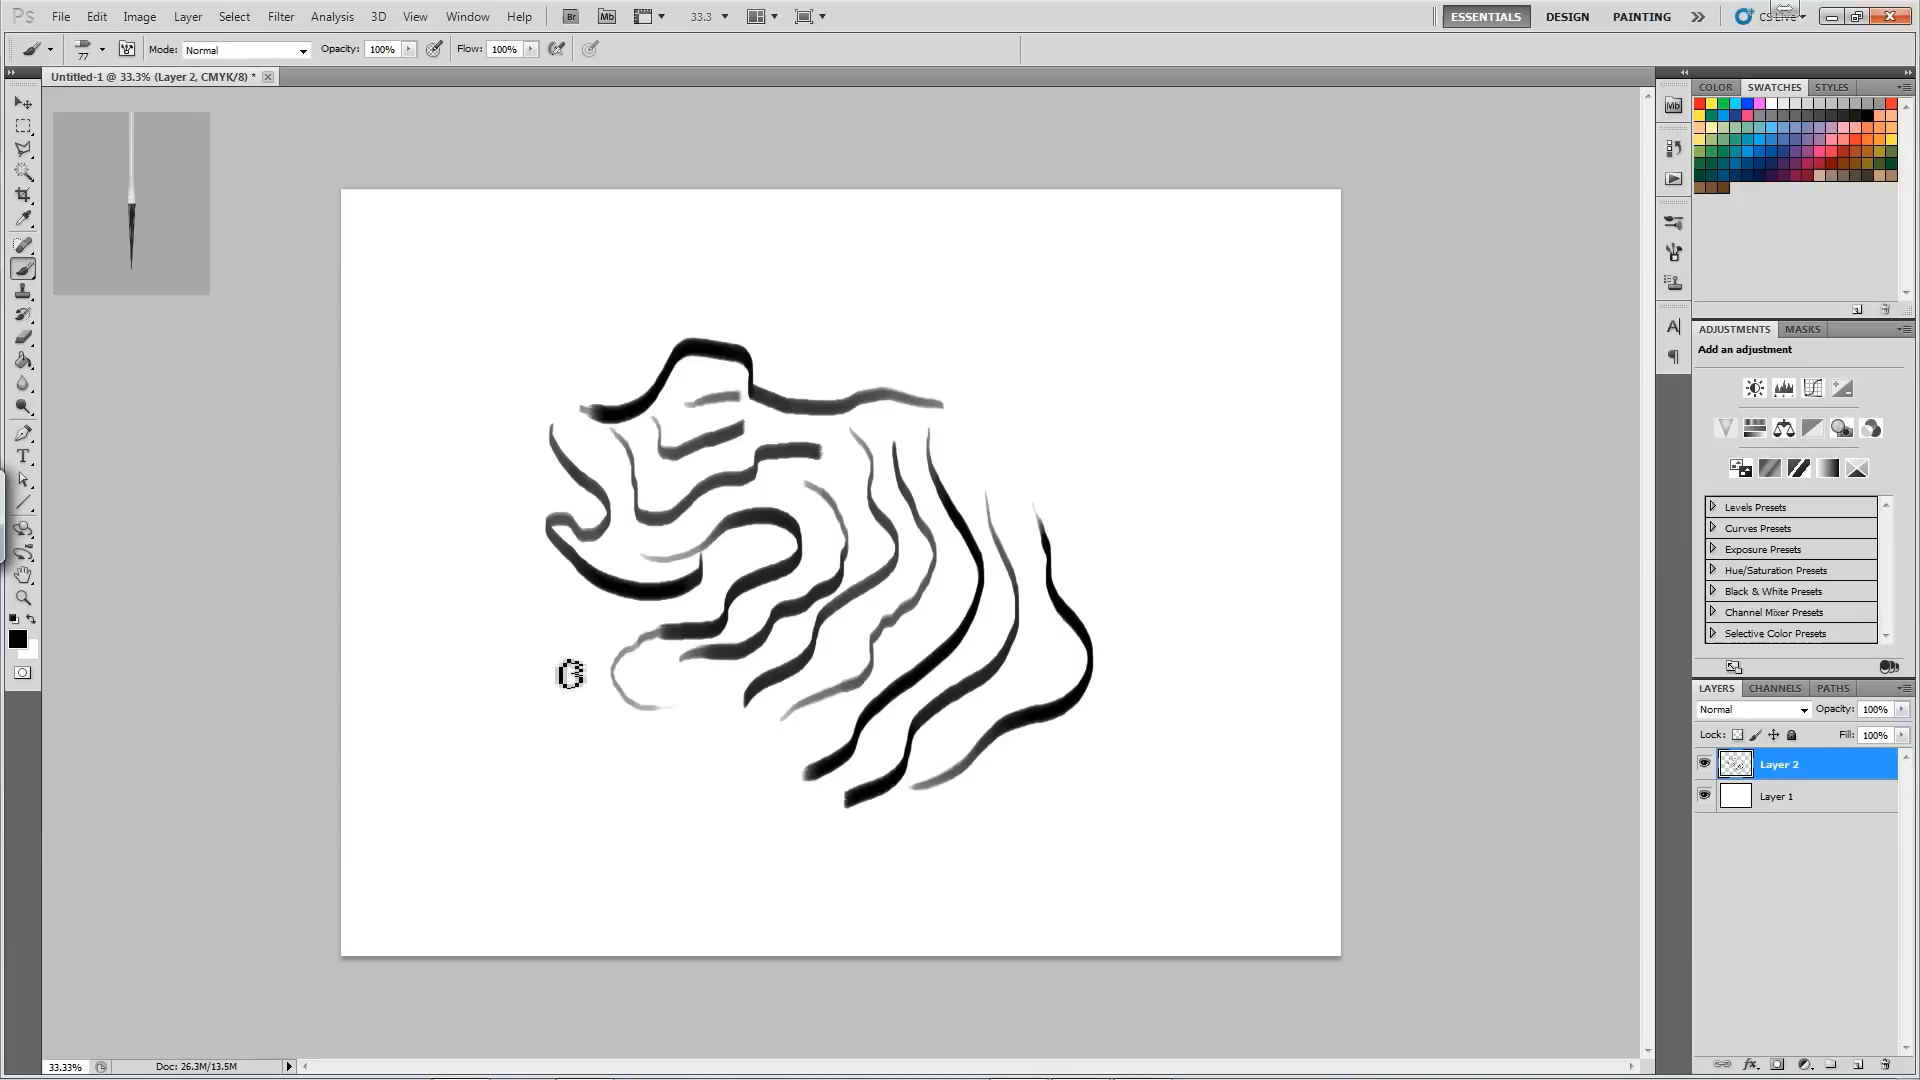 Ps File Edit Image Layer Select Filter Analysis 3D View Window Help Br Mb 33.3 ESSENTIALS DESIGN PAINTING CS Live
77 Mode: Normal Opacity: 100% Flow: 100%
Untitled-1 @ 33.3% (Layer 2, CMYK/8) *
COLOR SWATCHES STYLES
Mb
ADJUSTMENTS MASKS
Add an adjustment
Levels Presets
Curves Presets
Exposure Presets
Hue/Saturation Presets
Black & White Presets
Channel Mixer Presets
Selective Color Presets
LAYERS CHANNELS PATHS
Normal Opacity: 100%
Lock: Fill: 100%
Layer 2
Layer 1
33.33% Doc: 26.3M/13.5M